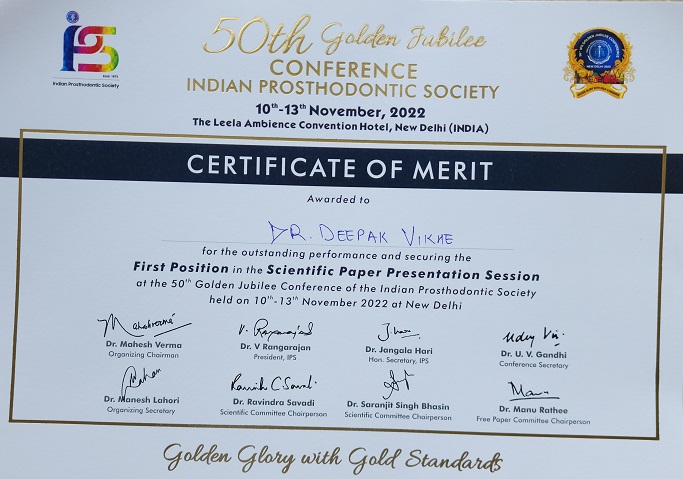 IPS
Since 1973
Indian Prosthodontic Society
50th Golden Jubilee
CONFERENCE
INDIAN PROSTHODONTIC SOCIETY
10th-13th November, 2022
The Leela Ambience Convention Hotel, New Delhi (INDIA)
CERTIFICATE OF MERIT
Awarded to
DR. DEEPAK VIKHE
for the outstanding performance and securing the
First Position in the Scientific Paper Presentation Session
at the 50th Golden Jubilee Conference of the Indian Prosthodontic Society
held on 10th-13th November 2022 at New Delhi
Dr. Mahesh Verma
Organizing Chairman
Dr. V Rangarajan
President, IPS
Dr. Jangala Hari
Hon. Secretary, IPS
Dr. U. V. Gandhi
Conference Secretary
Dr. Manesh Lahori
Organizing Secretary
Dr. Ravindra Savadi
Scientific Committee Chairperson
Dr. Saranjit Singh Bhasin
Scientific Committee Chairperson
Dr. Manu Rathee
Free Paper Committee Chairperson
Golden Glory with Gold Standards